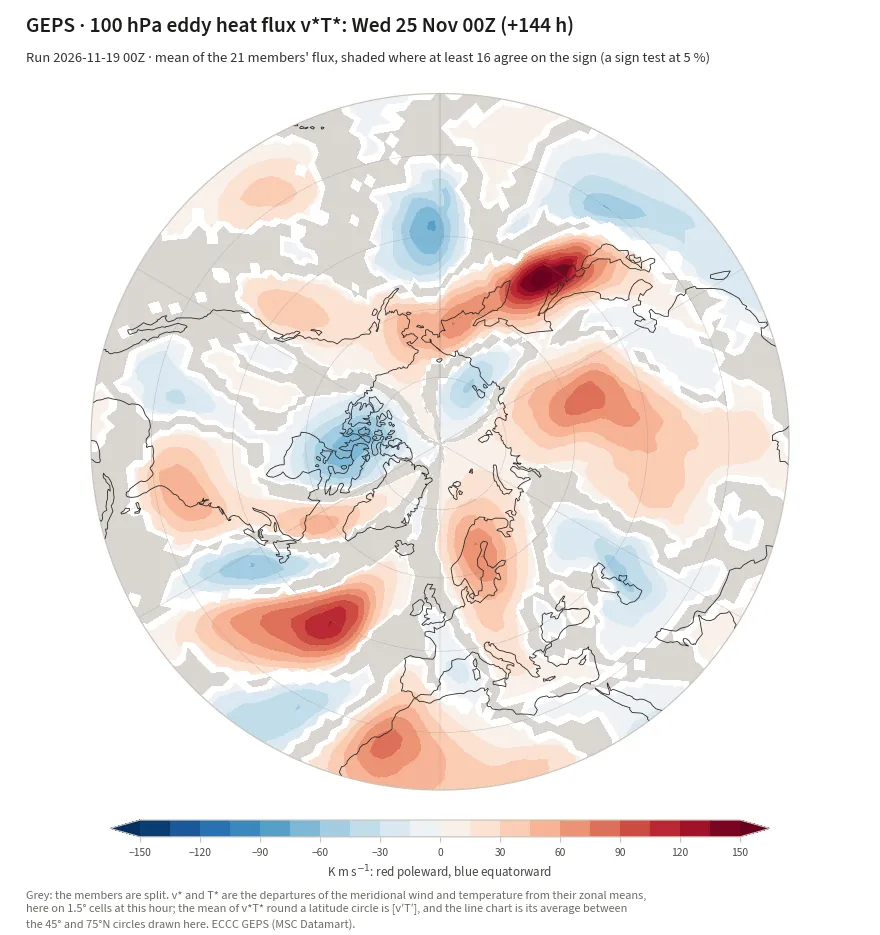 GEPS · 100 hPa eddy heat flux v*T*: Wed 25 Nov 00Z (+144 h)
Run 2026-11-19 00Z · mean of the 21 members' flux, shaded where at least 16 agree on the sign (a sign test at 5 %)
−150 −120 −90 −60 −30 0 30 60 90 120 150
K m s⁻¹: red poleward, blue equatorward
Grey: the members are split. v* and T* are the departures of the meridional wind and temperature from their zonal means,
here on 1.5° cells at this hour; the mean of v*T* round a latitude circle is [v'T'], and the line chart is its average between
the 45° and 75°N circles drawn here. ECCC GEPS (MSC Datamart).